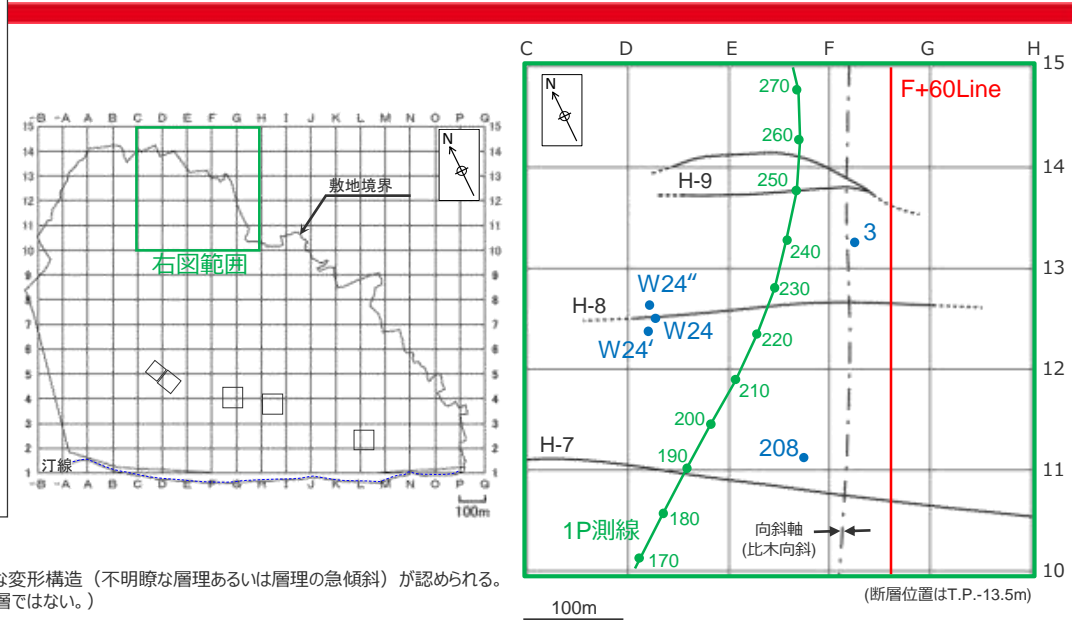 -B -A A B C D E F G H I J K L M N O P Q
15
14
13
12
11
10
9
8
7
6
5
4
3
2
1
N
敷地境界
右図範囲
汀線
-B -A A B C D E F G H I J K L M N O P Q
100m
C D E F G H
15
14
13
12
11
10
N
F+60Line
270
260
H-9
250
3
240
W24"
230
H-8
W24
220
W24'
210
200
208
H-7
190
180
1P測線
向斜軸
(比木向斜)
170
(断層位置はT.P.-13.5m)
100m
な変形構造（不明瞭な層理あるいは層理の急傾斜）が認められる。
層ではない。）